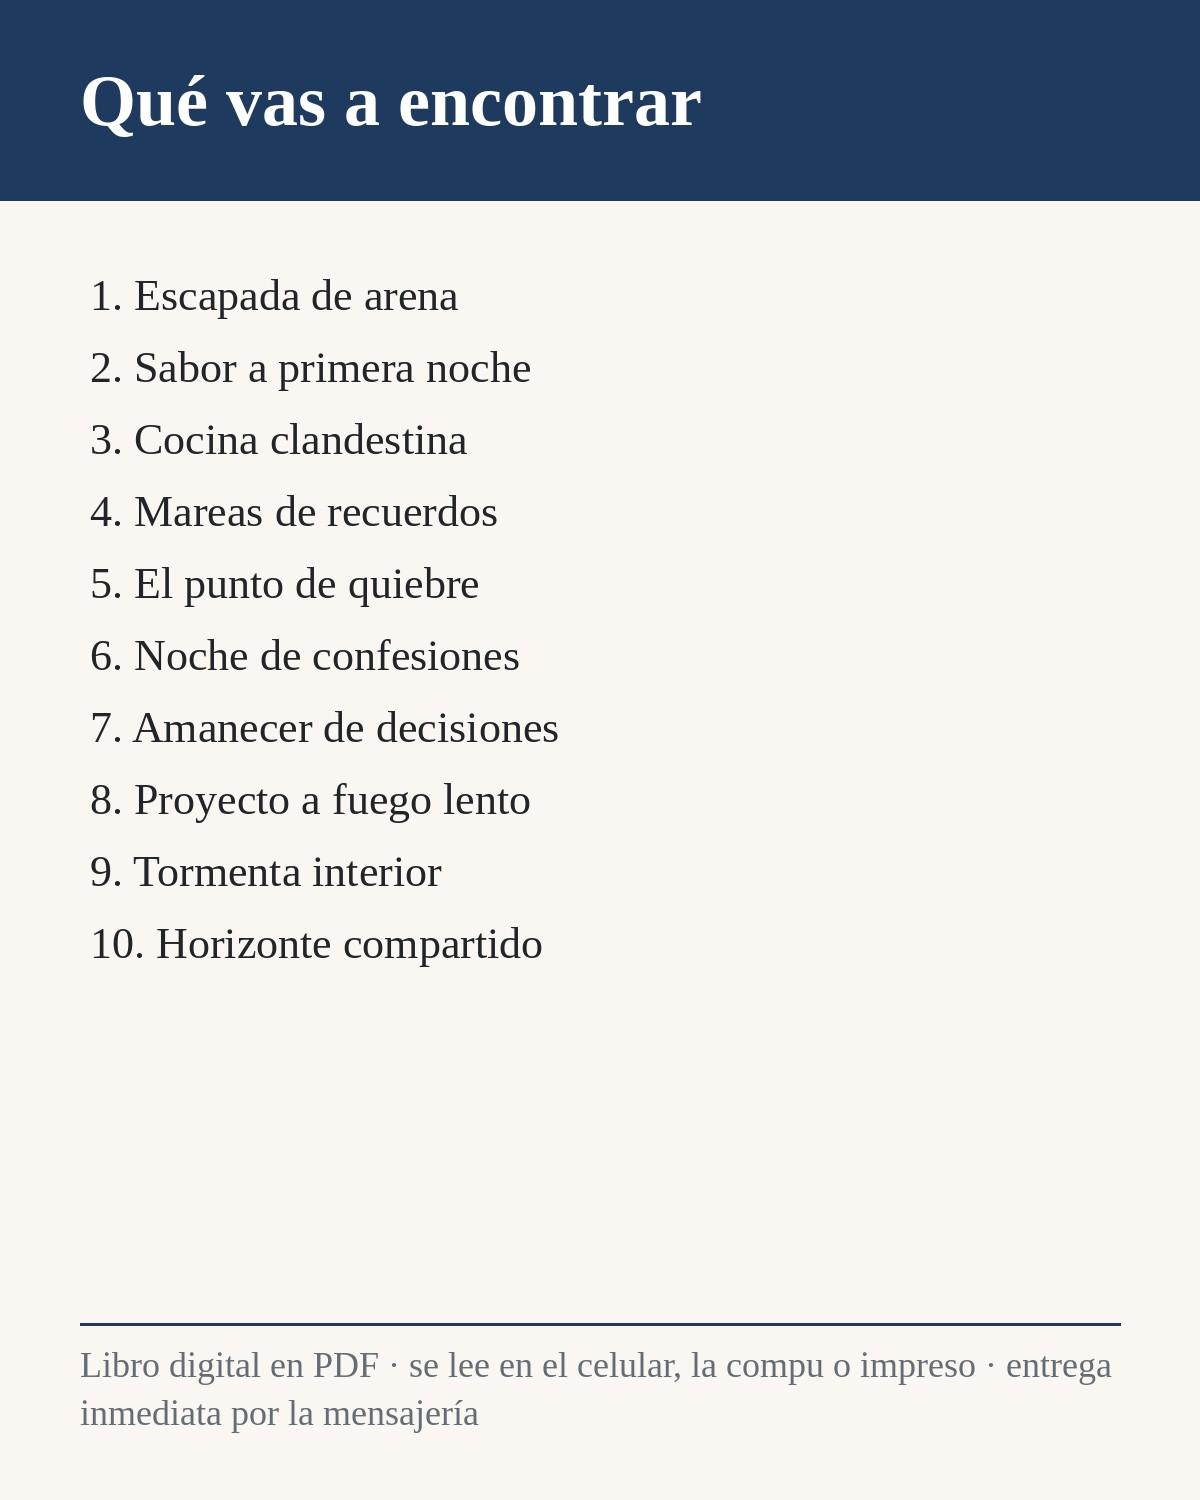 Qué vas a encontrar
1. Escapada de arena
2. Sabor a primera noche
3. Cocina clandestina
4. Mareas de recuerdos
5. El punto de quiebre
6. Noche de confesiones
7. Amanecer de decisiones
8. Proyecto a fuego lento
9. Tormenta interior
10. Horizonte compartido
Libro digital en PDF · se lee en el celular, la compu o impreso · entrega
inmediata por la mensajería